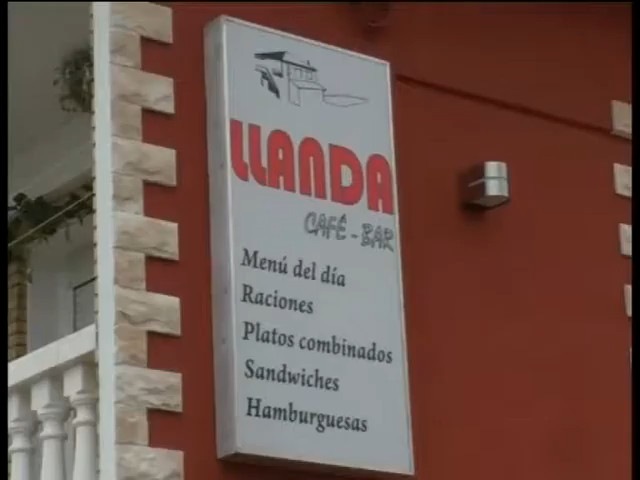 LLANDA
CAFÉ - BAR
Menú del día
Raciones
Platos combinados
Sandwiches
Hamburguesas